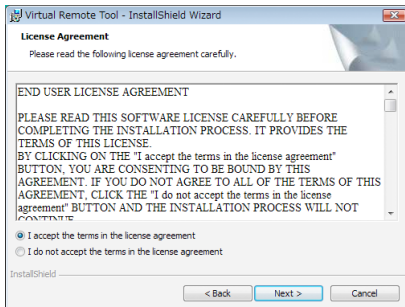 Virtual Remote Tool - InstallShield Wizard
License Agreement
Please read the following license agreement carefully.
END USER LICENSE AGREEMENT
PLEASE READ THIS SOFTWARE LICENSE CAREFULLY BEFORE
COMPLETING THE INSTALLATION PROCESS. IT PROVIDES THE
TERMS OF THIS LICENSE.
BY CLICKING ON THE "I accept the terms in the license agreement"
BUTTON, YOU ARE CONSENTING TO BE BOUND BY THIS
AGREEMENT. IF YOU DO NOT AGREE TO ALL OF THE TERMS OF THIS
AGREEMENT, CLICK THE "I do not accept the terms in the license
agreement" BUTTON AND THE INSTALLATION PROCESS WILL NOT
CONTINUE
I accept the terms in the license agreement
I do not accept the terms in the license agreement
InstallShield
< Back Next > Cancel